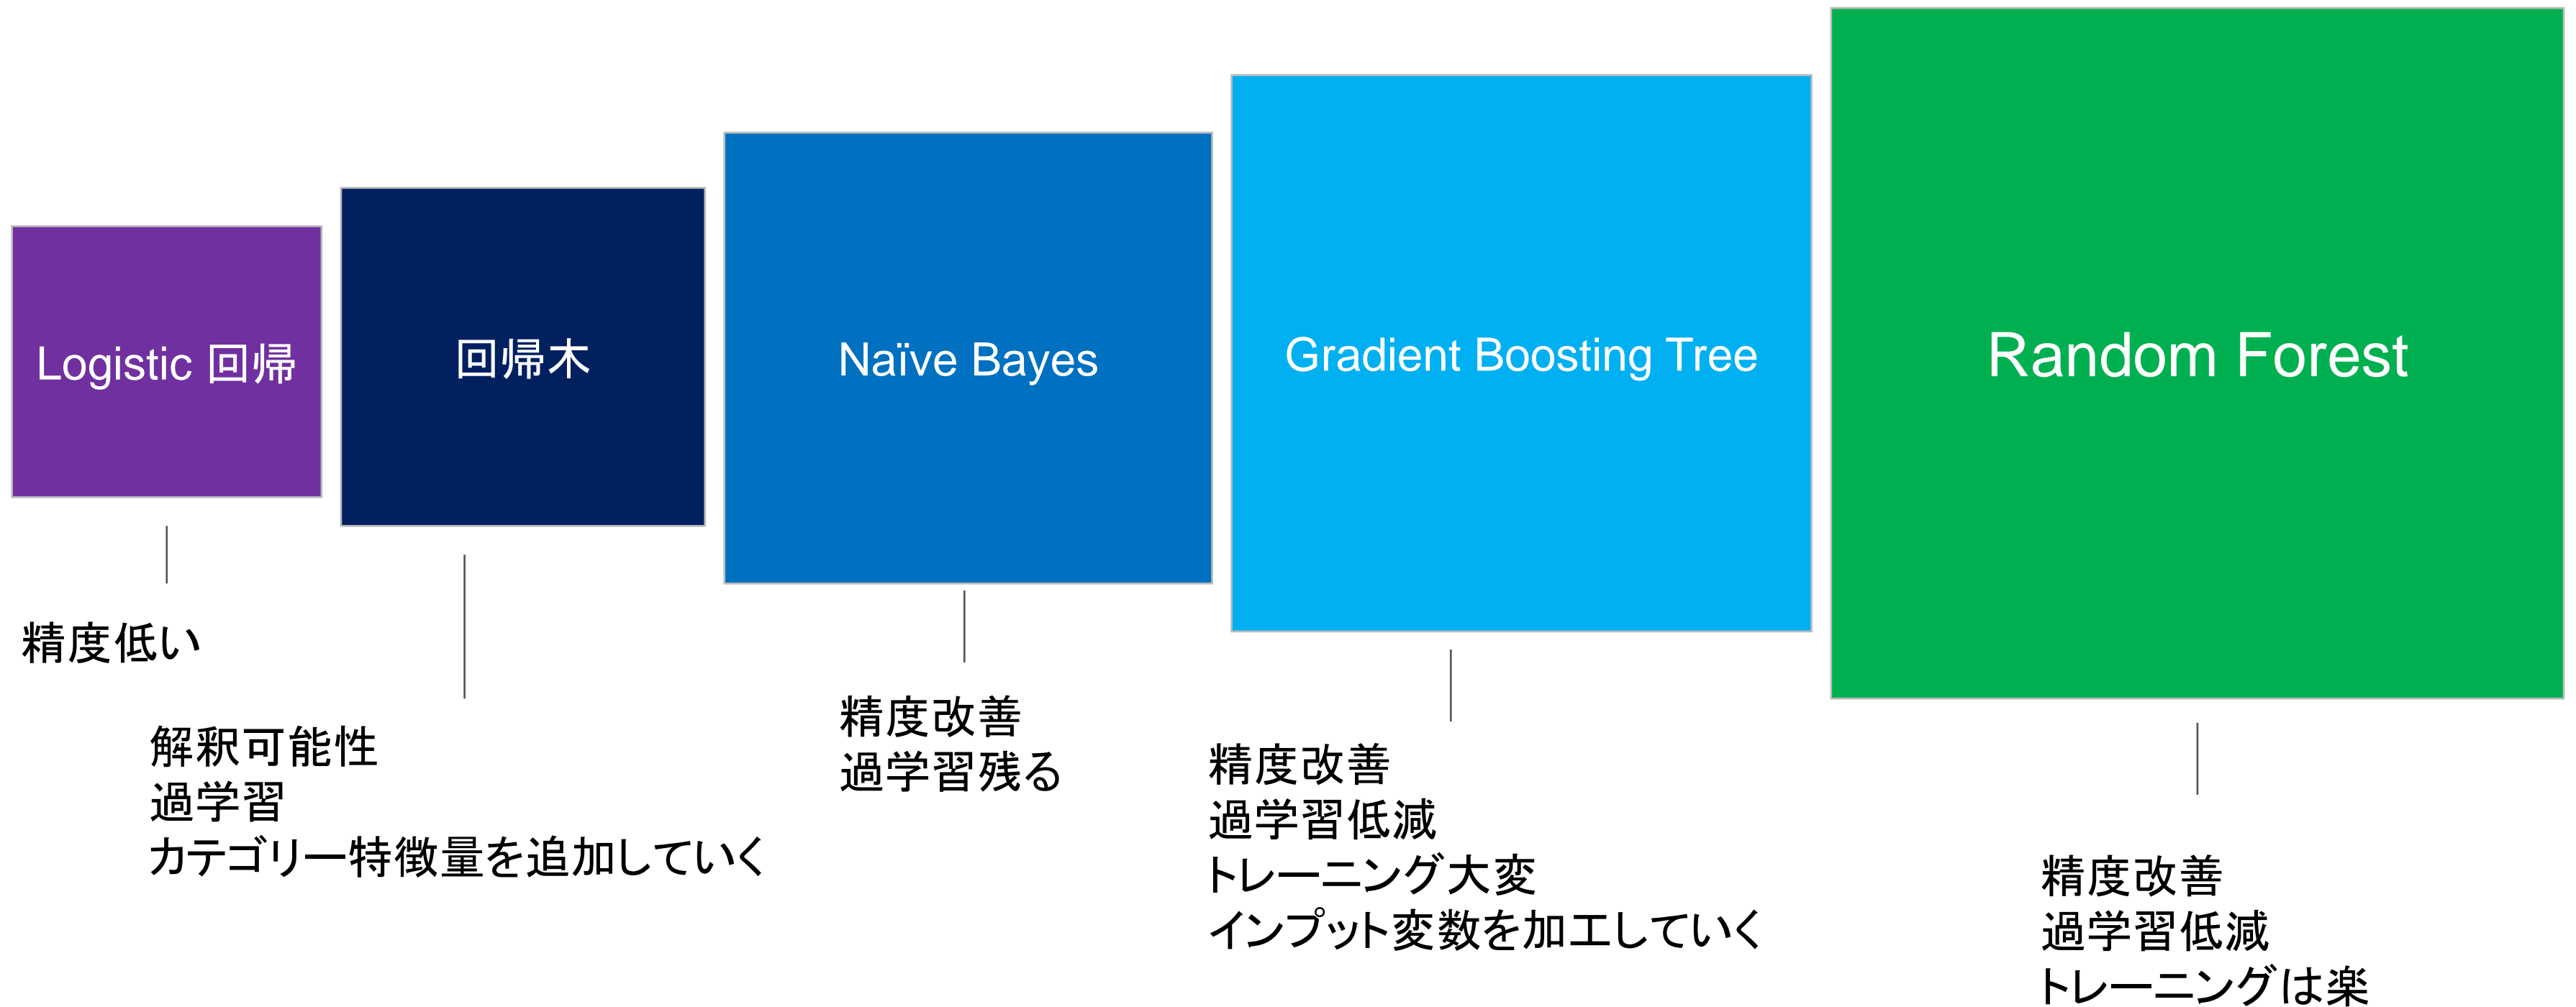 Logistic 回帰
回帰木
Naïve Bayes
Gradient Boosting Tree
Random Forest
精度低い
解釈可能性
過学習
カテゴリー特徴量を追加していく
精度改善
過学習残る
精度改善
過学習低減
トレーニング大変
インプット変数を加工していく
精度改善
過学習低減
トレーニングは楽